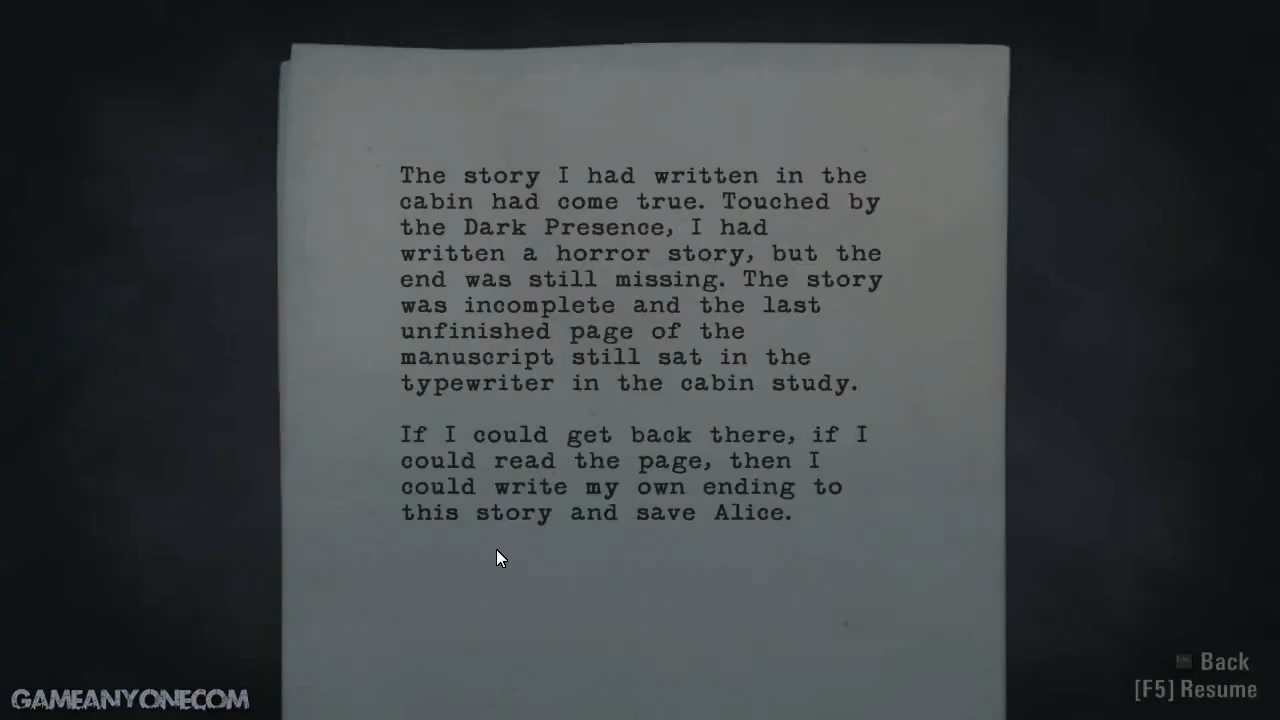 The story I had written in the
cabin had come true. Touched by
the Dark Presence, I had
written a horror story, but the
end was still missing. The story
was incomplete and the last
unfinished page of the
manuscript still sat in the
typewriter in the cabin study.
If I could get back there, if I
could read the page, then I
could write my own ending to
this story and save Alice.
ESC Back
[F5] Resume
GAMEANYONECOM